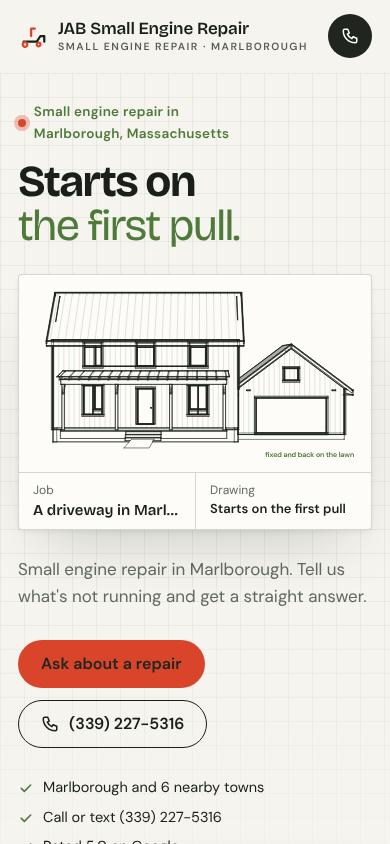 JAB Small Engine Repair
SMALL ENGINE REPAIR · MARLBOROUGH
Small engine repair in
Marlborough, Massachusetts
Starts on
the first pull.
fixed and back on the lawn
Job
A driveway in Marl...
Drawing
Starts on the first pull
Small engine repair in Marlborough. Tell us
what's not running and get a straight answer.
Ask about a repair
(339) 227-5316
Marlborough and 6 nearby towns
Call or text (339) 227-5316